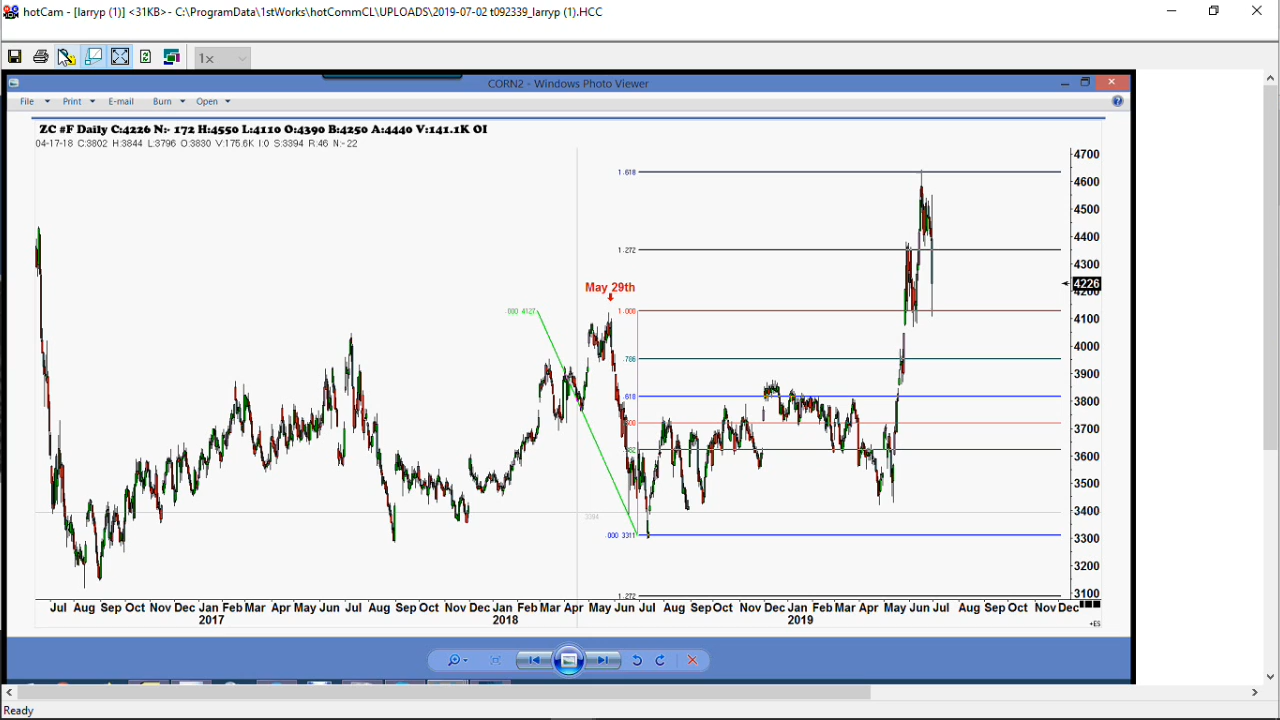 hotCam - [larryp (1)] <31KB> - C:\ProgramData\1stWorks\hotCommCL\UPLOADS\2019-07-02 t092339_larryp (1).HCC
1x
CORN2 - Windows Photo Viewer
File Print E-mail Burn Open
ZC #F Daily C:4226 N:- 172 H:4550 L:4110 O:4390 B:4250 A:4440 V:141.1K OI
04-17-18 C:3802 H:3844 L:3796 O:3830 V:175.6K I:0 S:3394 R:46 N:-22
4700
1.618
4600
4500
4400
1.272
4300
May 29th
4226
4200
.000 4127
1.000
4100
4000
.786
3900
.618
3800
3700
3600
3500
3400
3394
.000 3311
3300
3200
1.272
3100
Jul Aug Sep Oct Nov Dec Jan Feb Mar Apr May Jun Jul Aug Sep Oct Nov Dec Jan Feb Mar Apr May Jun Jul Aug Sep Oct Nov Dec Jan Feb Mar Apr May Jun Jul Aug Sep Oct Nov Dec
2017 2018 2019
+ES
Ready